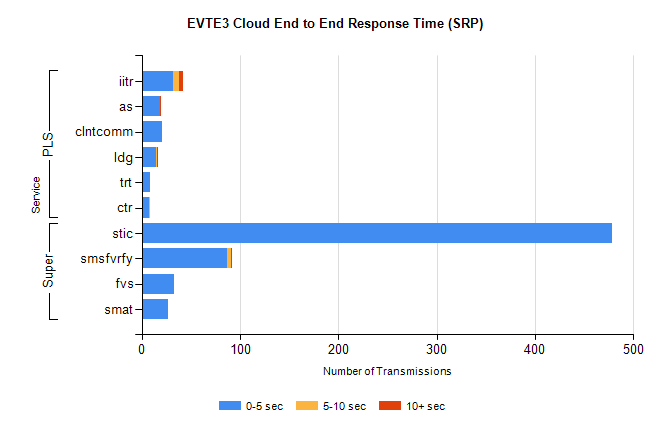 EVTE3 Cloud End to End Response Time (SRP)
Service
PLS
iitr
as
clntcomm
ldg
trt
ctr
Super
stic
smsfvrfy
fvs
smat
0 100 200 300 400 500
Number of Transmissions
0-5 sec 5-10 sec 10+ sec